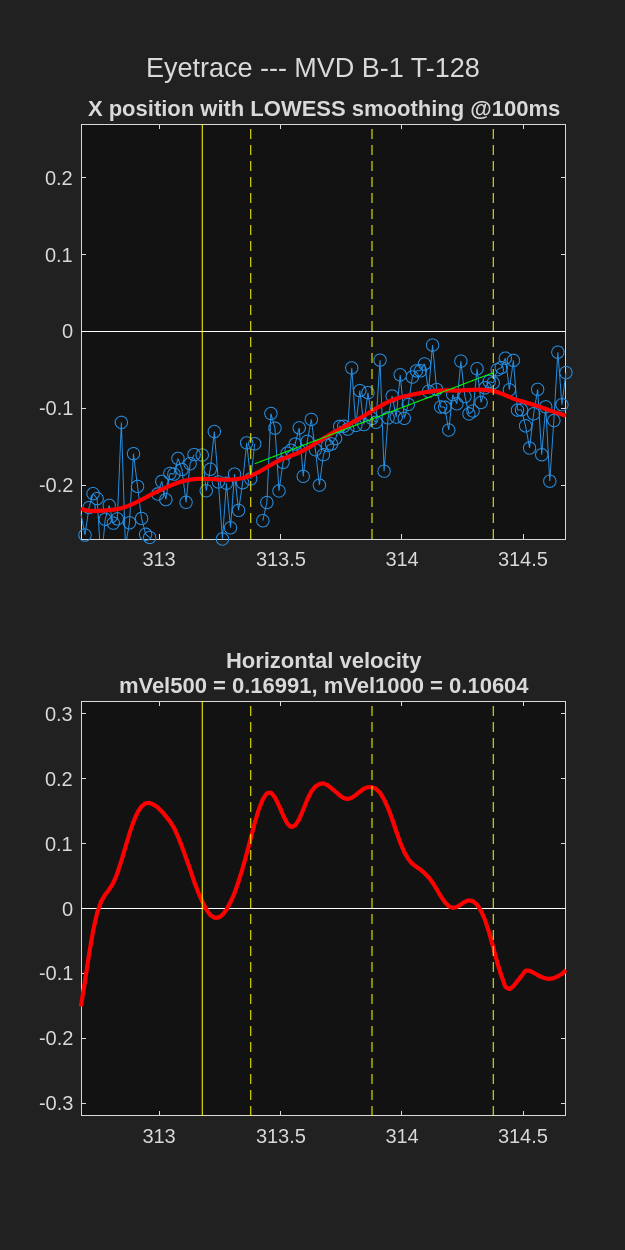 Eyetrace --- MVD B-1 T-128
X position with LOWESS smoothing @100ms
0.2
0.1
0
-0.1
-0.2
313 313.5 314 314.5
Horizontal velocity
mVel500 = 0.16991, mVel1000 = 0.10604
0.3
0.2
0.1
0
-0.1
-0.2
-0.3
313 313.5 314 314.5